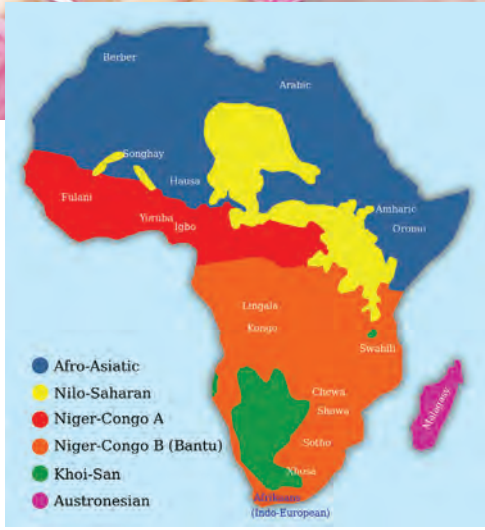 Berber
Arabic
Songhay
Hausa
Fulani
Yoruba
Igbo
Amharic
Oromo
Lingala
Kongo
Swahili
Chewa
Shona
Malagasy
Sotho
Xhosa
Afrikaans
(Indo-European)
Afro-Asiatic
Nilo-Saharan
Niger-Congo A
Niger-Congo B (Bantu)
Khoi-San
Austronesian